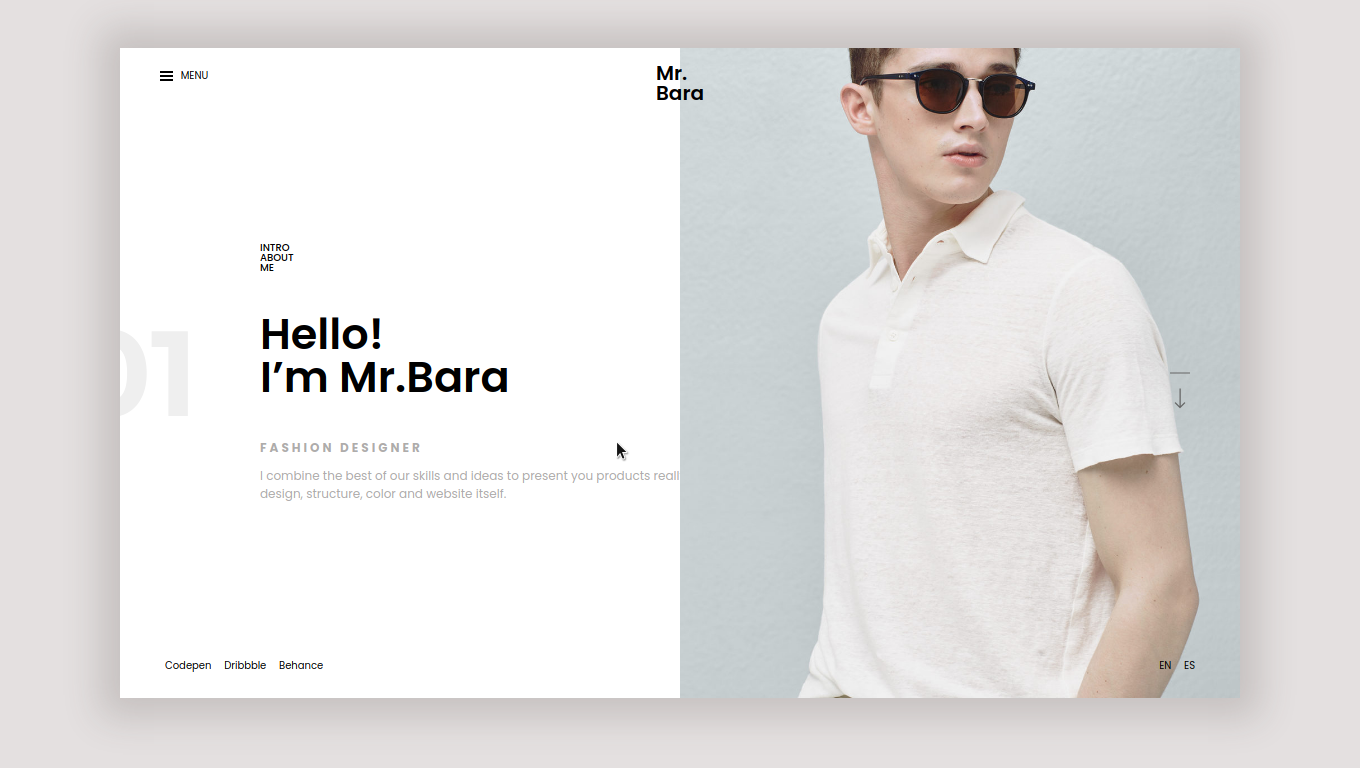 MENU
Mr.
Bara
INTRO
ABOUT
ME
01
Hello!
I’m Mr.Bara
FASHION DESIGNER
I combine the best of our skills and ideas to present you products reall
design, structure, color and website itself.
Codepen Dribbble Behance
EN ES